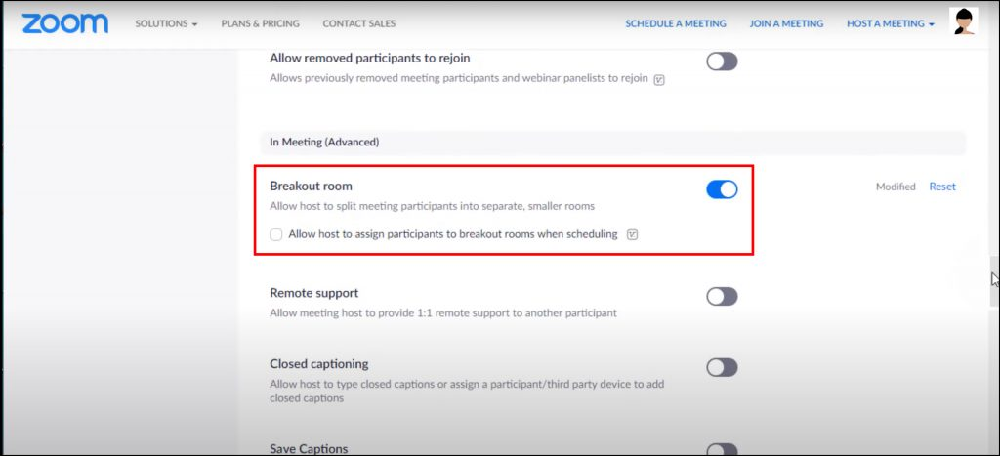 zoom
SOLUTIONS
PLANS & PRICING
CONTACT SALES
SCHEDULE A MEETING
JOIN A MEETING
HOST A MEETING
Allow removed participants to rejoin
Allows previously removed meeting participants and webinar panelists to rejoin
In Meeting (Advanced)
Breakout room
Modified
Reset
Allow host to split meeting participants into separate, smaller rooms
Allow host to assign participants to breakout rooms when scheduling
Remote support
Allow meeting host to provide 1:1 remote support to another participant
Closed captioning
Allow host to type closed captions or assign a participant/third party device to add
closed captions
Save Captions